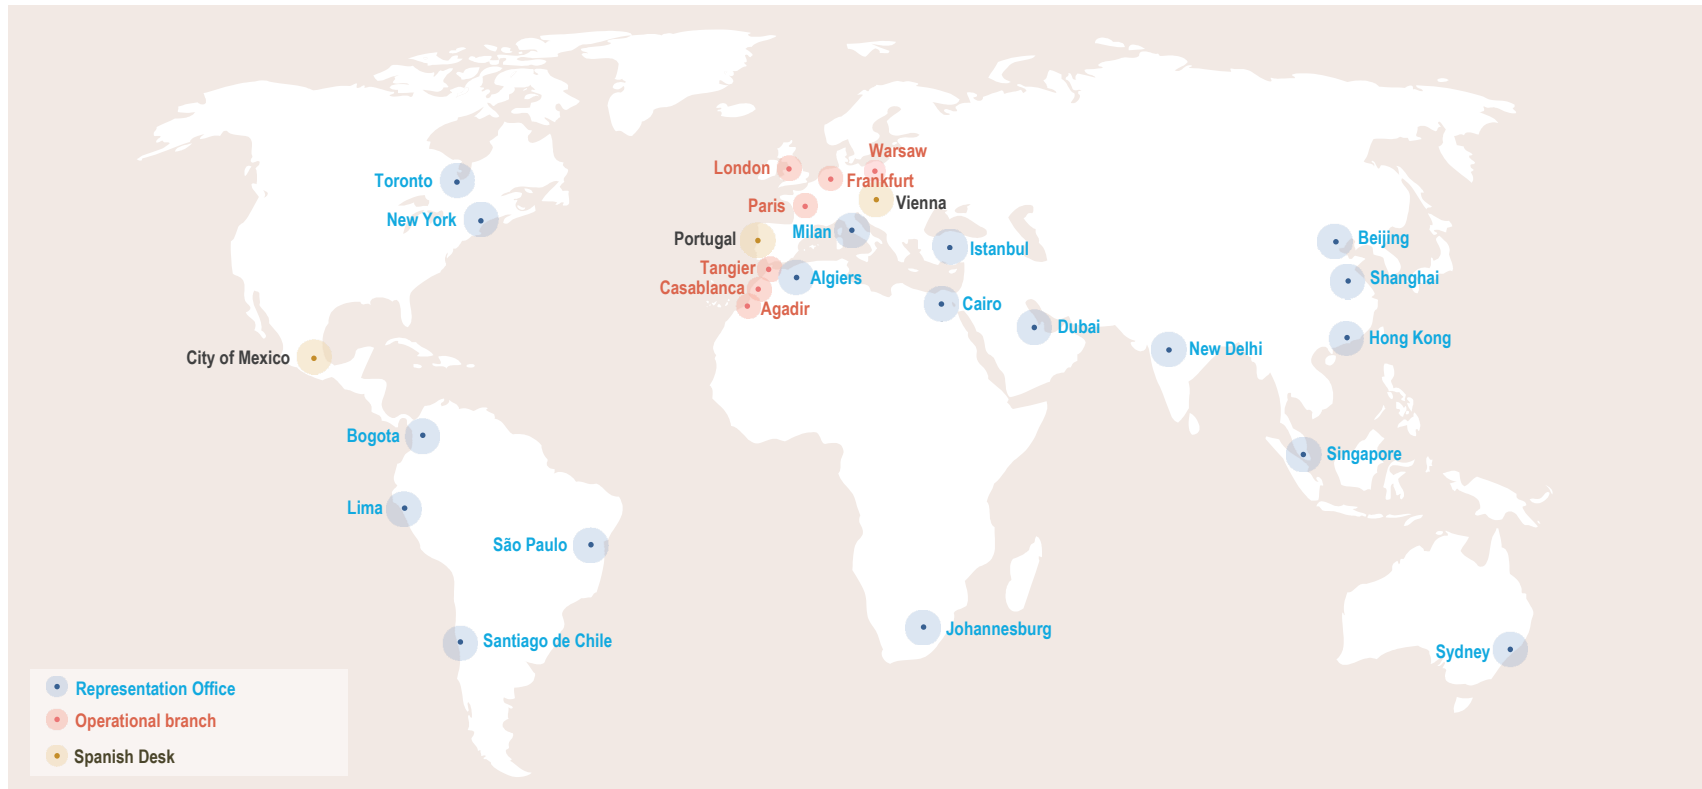 Warsaw
London
Frankfurt
Toronto
Vienna
Paris
New York
Milan
Portugal
Istanbul
Beijing
Tangier
Algiers
Shanghai
Casablanca
Agadir
Cairo
Dubai
Hong Kong
New Delhi
City of Mexico
Bogota
Singapore
Lima
São Paulo
Johannesburg
Santiago de Chile
Sydney
Representation Office
Operational branch
Spanish Desk